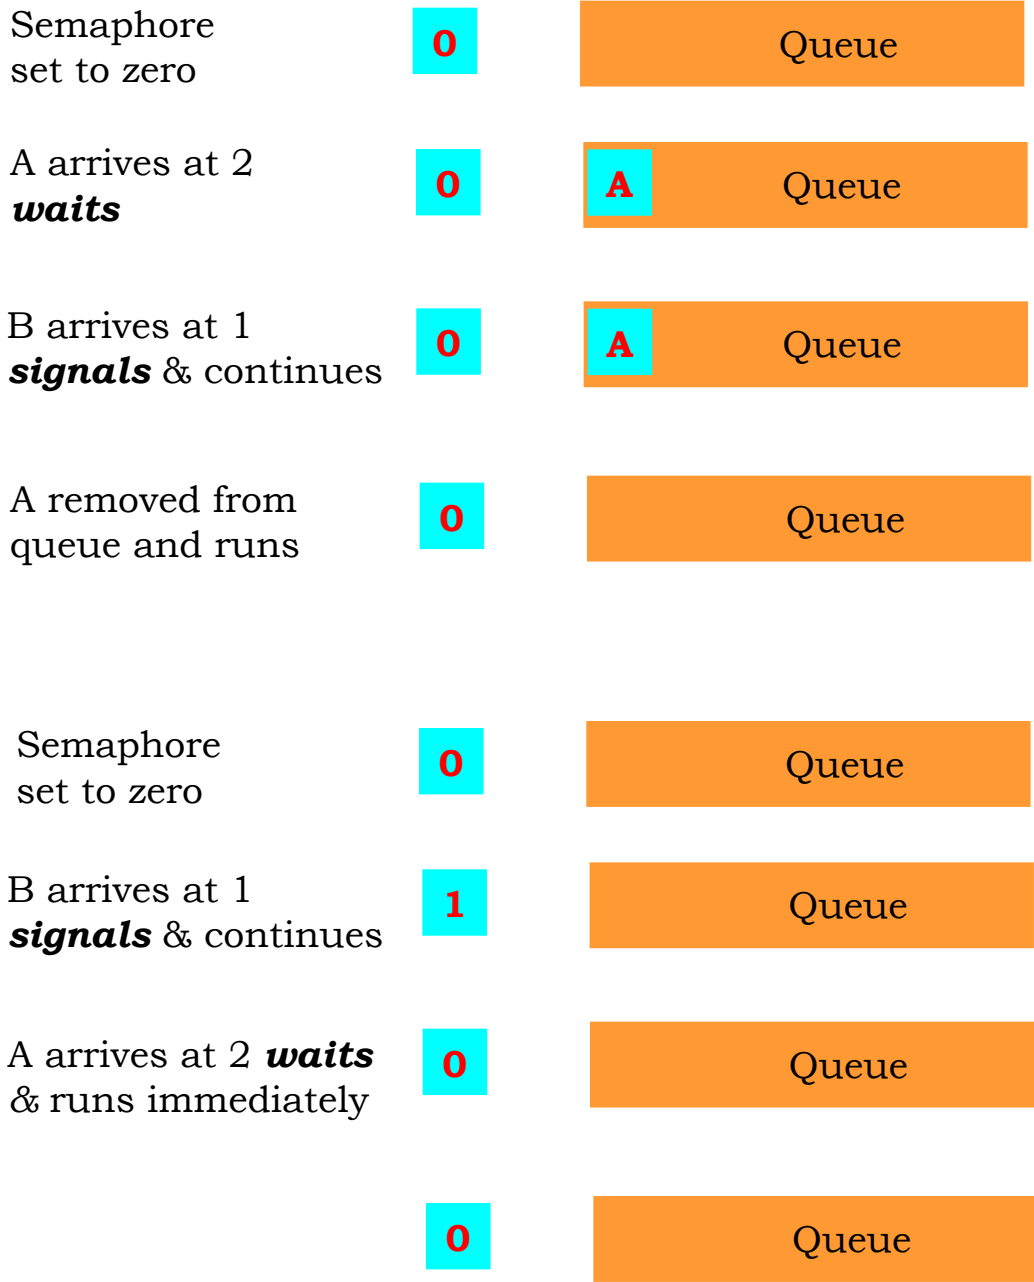 Semaphore
set to zero
0
Queue
A arrives at 2
waits
0
A
Queue
B arrives at 1
signals & continues
0
A
Queue
A removed from
queue and runs
0
Queue
Semaphore
set to zero
0
Queue
B arrives at 1
signals & continues
1
Queue
A arrives at 2 waits
& runs immediately
0
Queue
0
Queue